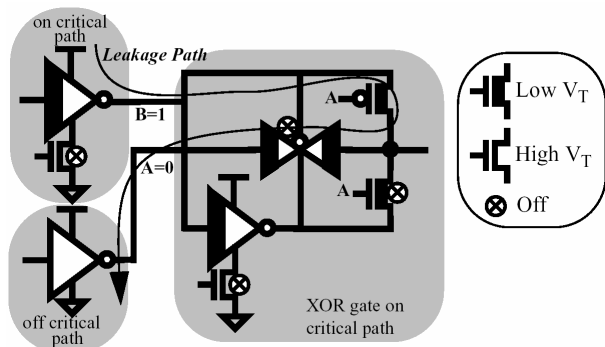 on critical
path
Leakage Path
B=1
A
A=0
A
off critical
path
XOR gate on
critical path
Low V_T
High V_T
Off